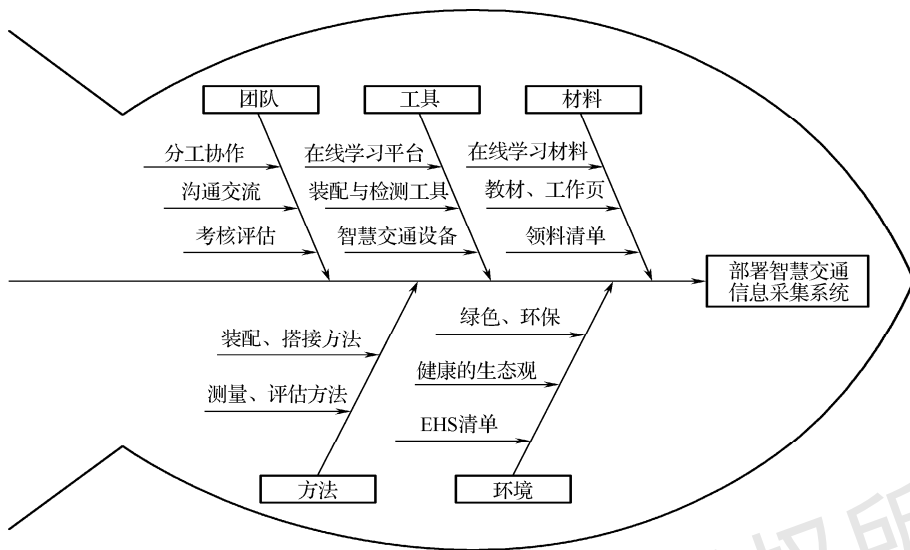 团队
工具
材料
分工协作
在线学习平台
在线学习材料
沟通交流
装配与检测工具
教材、工作页
考核评估
智慧交通设备
领料清单
部署智慧交通
信息采集系统
绿色、环保
装配、搭接方法
健康的生态观
测量、评估方法
EHS清单
方法
环境